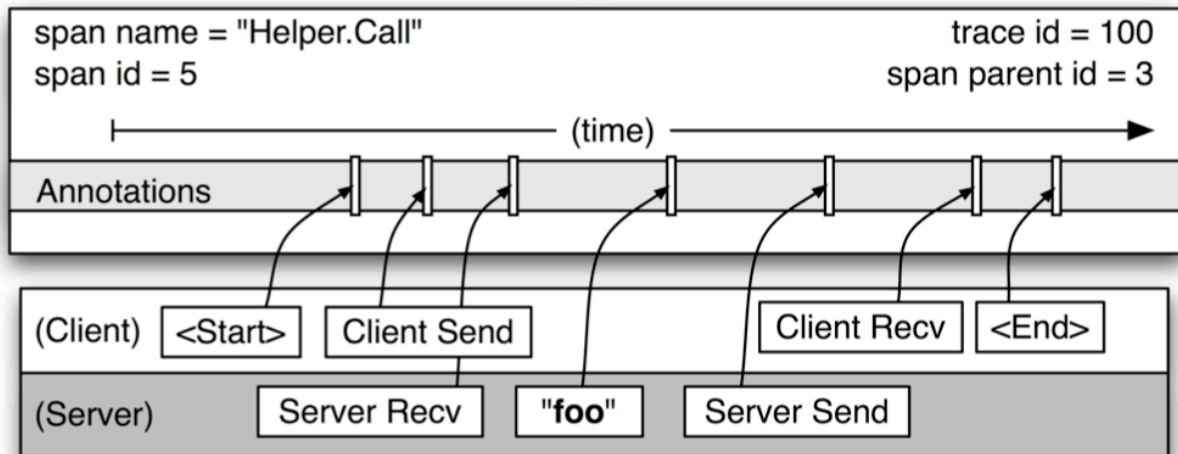 span name = "Helper.Call"
trace id = 100
span id = 5
span parent id = 3
(time)
Annotations
(Client)
<Start>
Client Send
Client Recv
<End>
(Server)
Server Recv
"foo"
Server Send